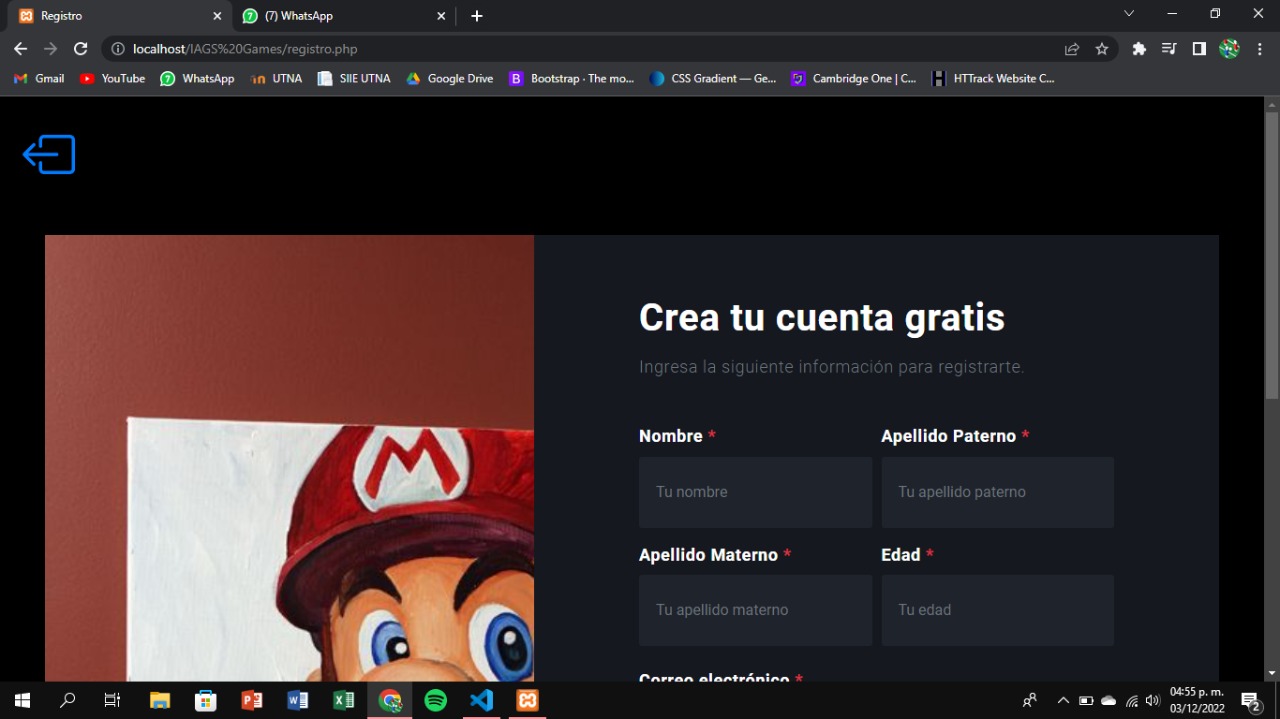 Registro
(7) WhatsApp
localhost/IAGS%20Games/registro.php
Gmail
YouTube
WhatsApp
UTNA
SIIE UTNA
Google Drive
Bootstrap · The mo...
CSS Gradient — Ge...
Cambridge One | C...
HTTrack Website C...
Crea tu cuenta gratis
Ingresa la siguiente información para registrarte.
Nombre * Apellido Paterno *
Tu nombre Tu apellido paterno
Apellido Materno * Edad *
Tu apellido materno Tu edad
Correo electrónico *
M
04:55 p. m.
03/12/2022
2